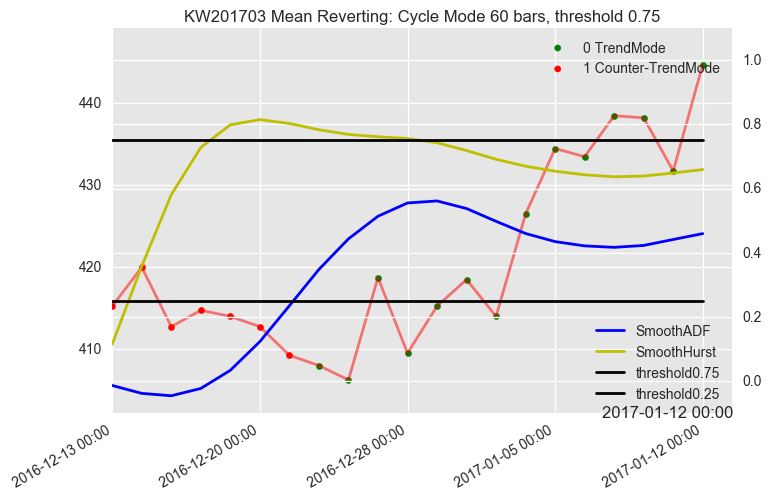 KW201703 Mean Reverting: Cycle Mode 60 bars, threshold 0.75
0 TrendMode
1 Counter-TrendMode
440
430
420
410
1.0
0.8
0.6
0.4
0.2
0.0
SmoothADF
SmoothHurst
threshold0.75
threshold0.25
2017-01-12 00:00
2016-12-13 00:00
2016-12-20 00:00
2016-12-28 00:00
2017-01-05 00:00
2017-01-12 00:00